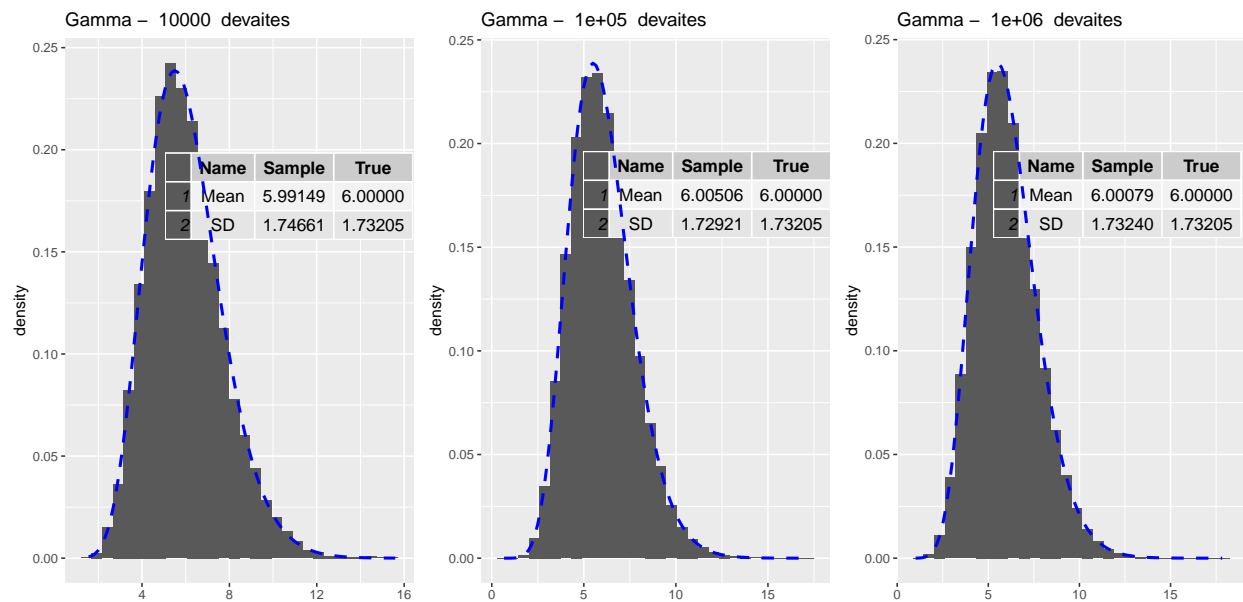 Gamma − 10000 devaites
0.25
0.20
0.15
0.10
0.05
0.00
density
4 8 12 16
Name Sample True
1 Mean 5.99149 6.00000
2 SD 1.74661 1.73205
Gamma − 1e+05 devaites
0.25
0.20
0.15
0.10
0.05
0.00
density
0 5 10 15
Name Sample True
1 Mean 6.00506 6.00000
2 SD 1.72921 1.73205
Gamma − 1e+06 devaites
0.25
0.20
0.15
0.10
0.05
0.00
density
0 5 10 15
Name Sample True
1 Mean 6.00079 6.00000
2 SD 1.73240 1.73205